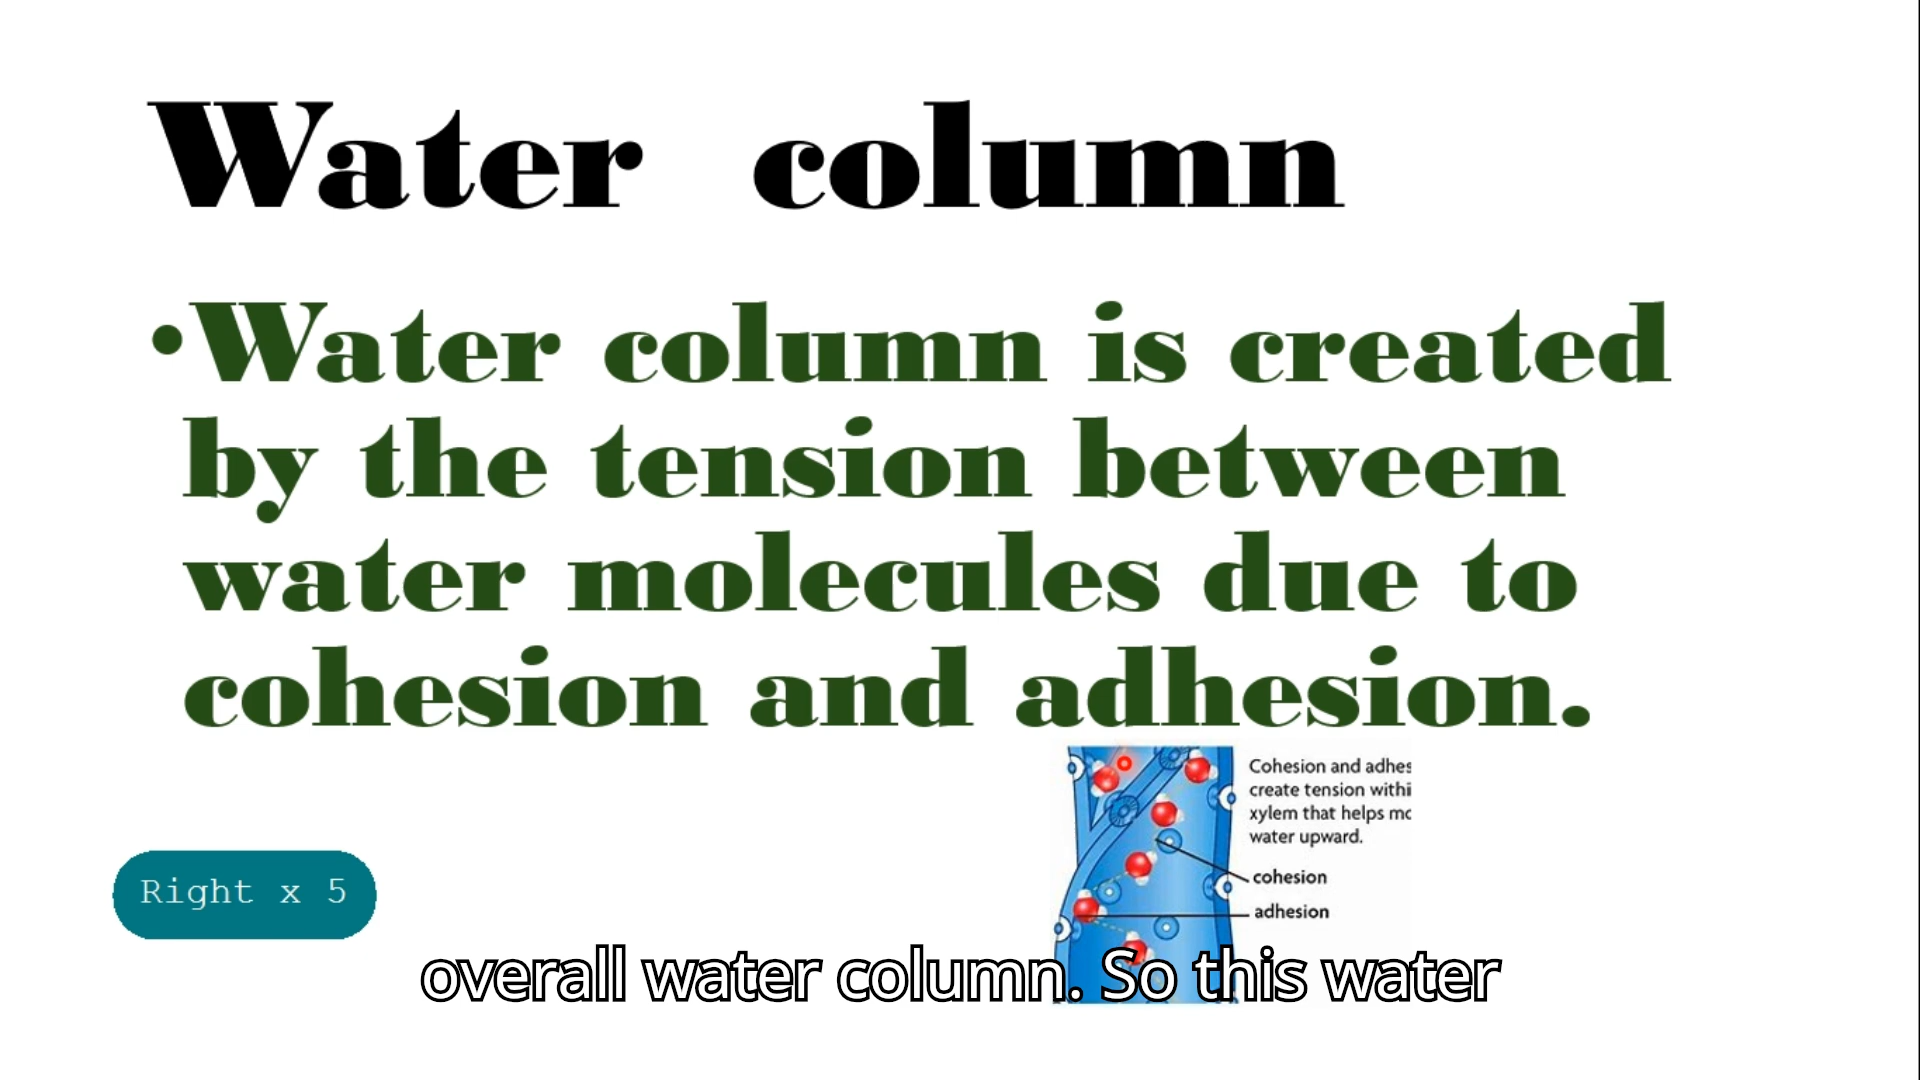 Water column
•Water column is created
by the tension between
water molecules due to
cohesion and adhesion.
Cohesion and adhes
create tension withi
xylem that helps mo
water upward.
cohesion
adhesion
Right x 5
overall water column. So this water